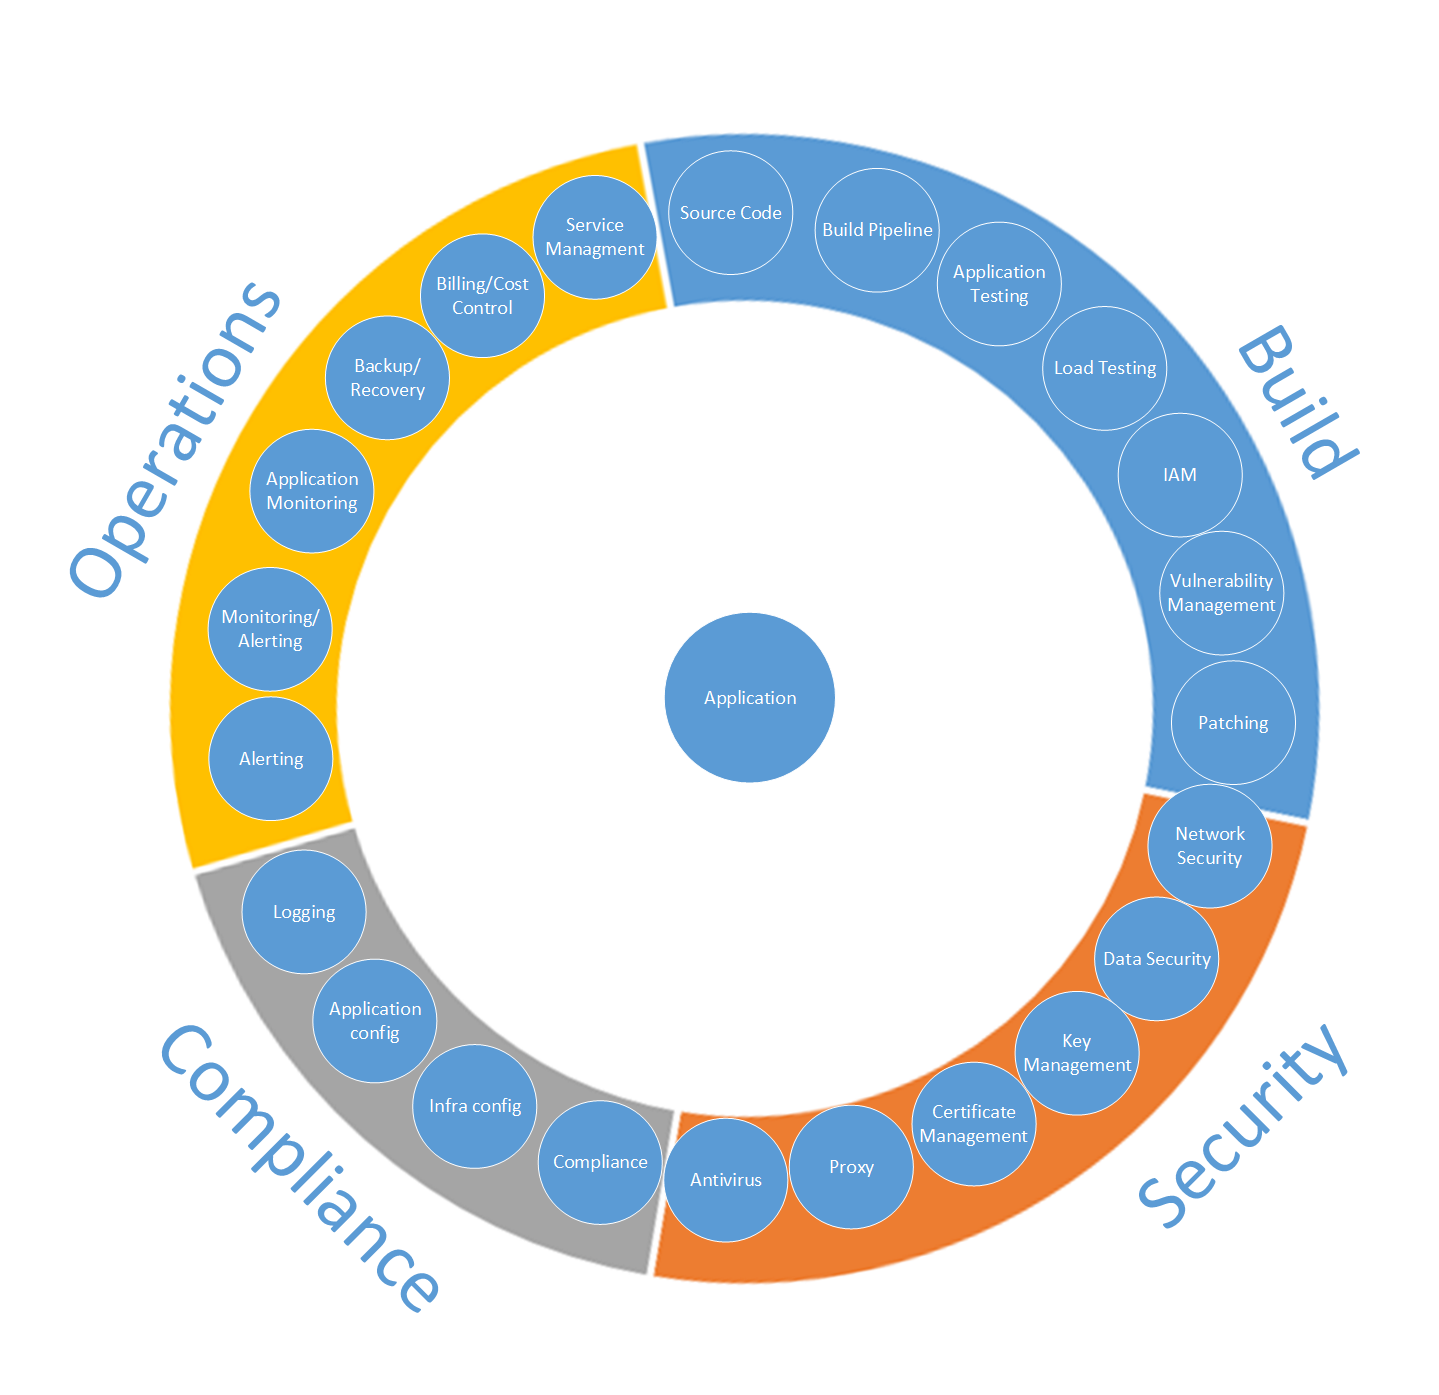 Source Code
Build Pipeline
Application
Testing
Load Testing
IAM
Vulnerability
Management
Patching
Build
Network
Security
Data Security
Key
Management
Certificate
Management
Proxy
Antivirus
Security
Compliance
Infra config
Application
config
Logging
Compliance
Alerting
Monitoring/
Alerting
Application
Monitoring
Backup/
Recovery
Billing/Cost
Control
Service
Managment
Operations
Application